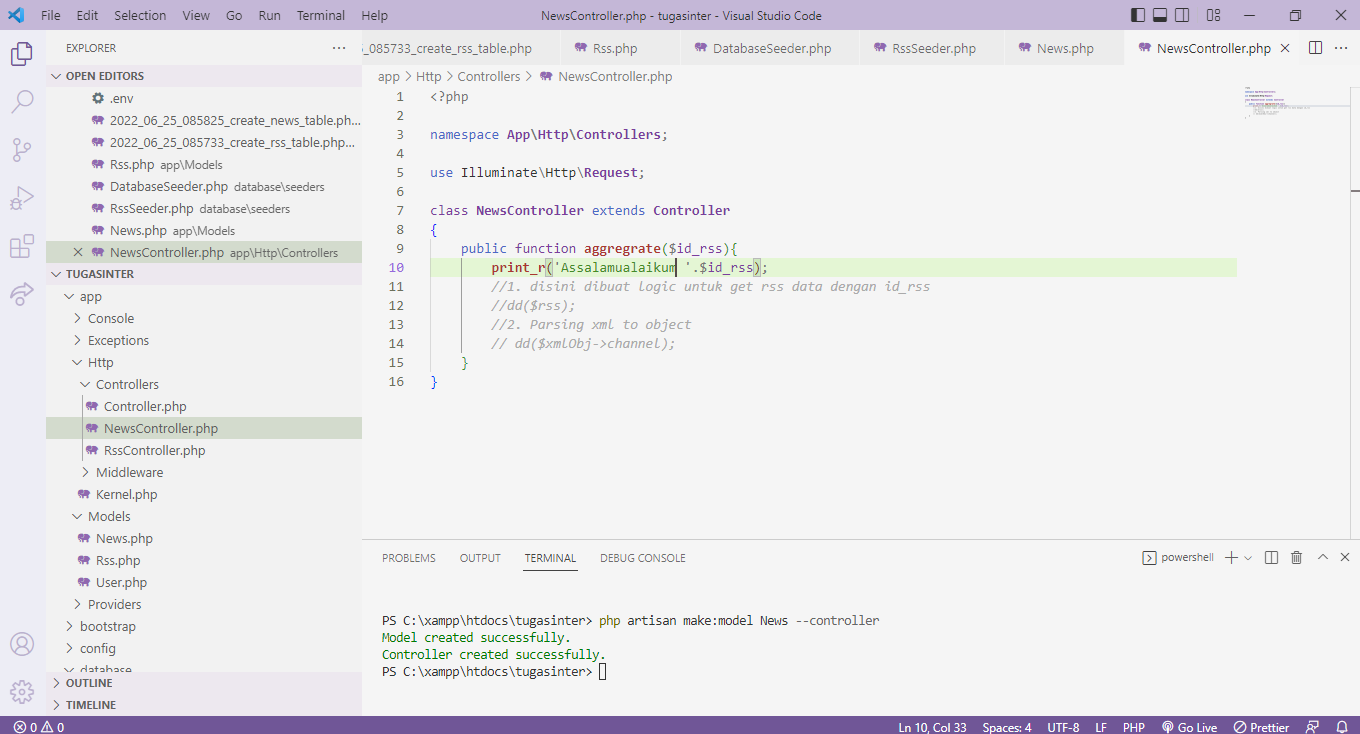 File Edit Selection View Go Run Terminal Help NewsController.php - tugasinter - Visual Studio Code
EXPLORER
OPEN EDITORS
.env
2022_06_25_085825_create_news_table.ph...
2022_06_25_085733_create_rss_table.php...
Rss.php app\Models
DatabaseSeeder.php database\seeders
RssSeeder.php database\seeders
News.php app\Models
NewsController.php app\Http\Controllers
TUGASINTER
app
Console
Exceptions
Http
Controllers
Controller.php
NewsController.php
RssController.php
Middleware
Kernel.php
Models
News.php
Rss.php
User.php
Providers
bootstrap
config
database
OUTLINE
TIMELINE
_085733_create_rss_table.php Rss.php DatabaseSeeder.php RssSeeder.php News.php NewsController.php
app > Http > Controllers > NewsController.php
1 <?php
2
3 namespace App\Http\Controllers;
4
5 use Illuminate\Http\Request;
6
7 class NewsController extends Controller
8 {
9 public function aggregrate($id_rss){
10 print_r('Assalamualaikum '.$id_rss);
11 //1. disini dibuat logic untuk get rss data dengan id_rss
12 //dd($rss);
13 //2. Parsing xml to object
14 // dd($xmlObj->channel);
15 }
16 }
PROBLEMS OUTPUT TERMINAL DEBUG CONSOLE powershell
PS C:\xampp\htdocs\tugasinter> php artisan make:model News --controller
Model created successfully.
Controller created successfully.
PS C:\xampp\htdocs\tugasinter>
0 0 Ln 10, Col 33 Spaces: 4 UTF-8 LF PHP Go Live Prettier